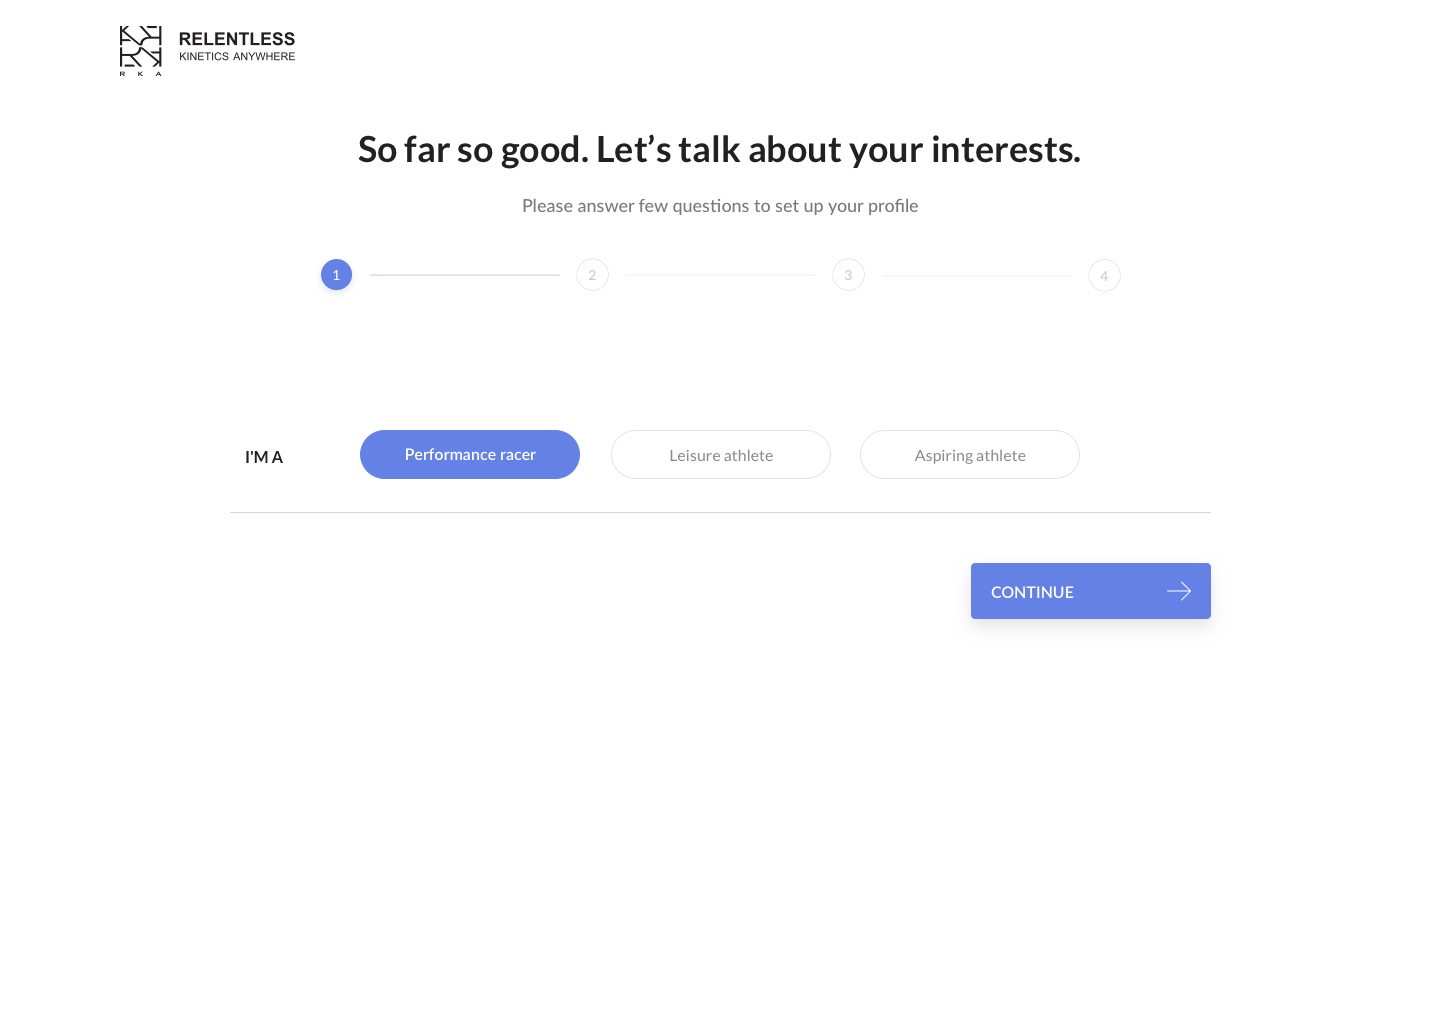 RELENTLESS
KINETICS ANYWHERE
R K A
So far so good. Let’s talk about your interests.
Please answer few questions to set up your profile
1 2 3 4
I'M A Performance racer Leisure athlete Aspiring athlete
CONTINUE